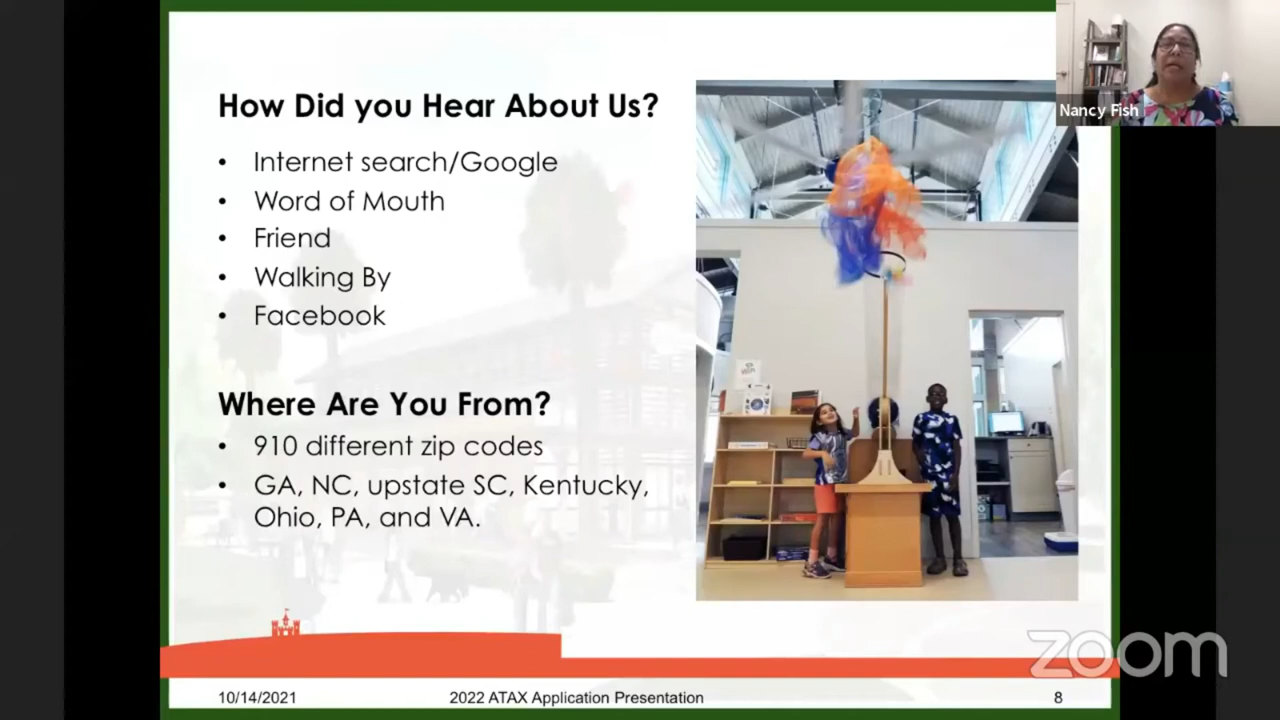 Nancy Fish
How Did you Hear About Us?
• Internet search/Google
• Word of Mouth
• Friend
• Walking By
• Facebook
Where Are You From?
• 910 different zip codes
• GA, NC, upstate SC, Kentucky,
Ohio, PA, and VA.
zoom
10/14/2021
2022 ATAX Application Presentation
8